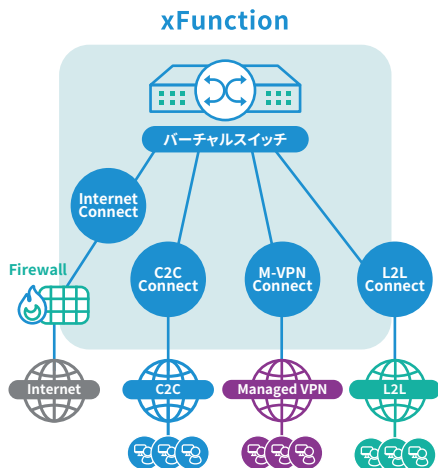 xFunction
バーチャルスイッチ
Internet
Connect
C2C
Connect
M-VPN
Connect
L2L
Connect
Firewall
Internet
C2C
Managed VPN
L2L